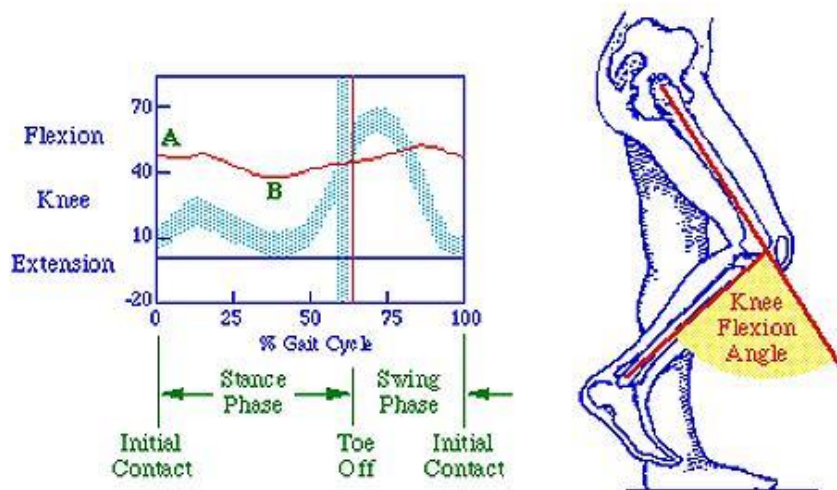 70
Flexion
A
40
Knee
B
10
Extension
-20
0
25
50
75
100
% Gait Cycle
Stance
Phase
Swing
Phase
Initial
Contact
Toe
Off
Initial
Contact
Knee
Flexion
Angle